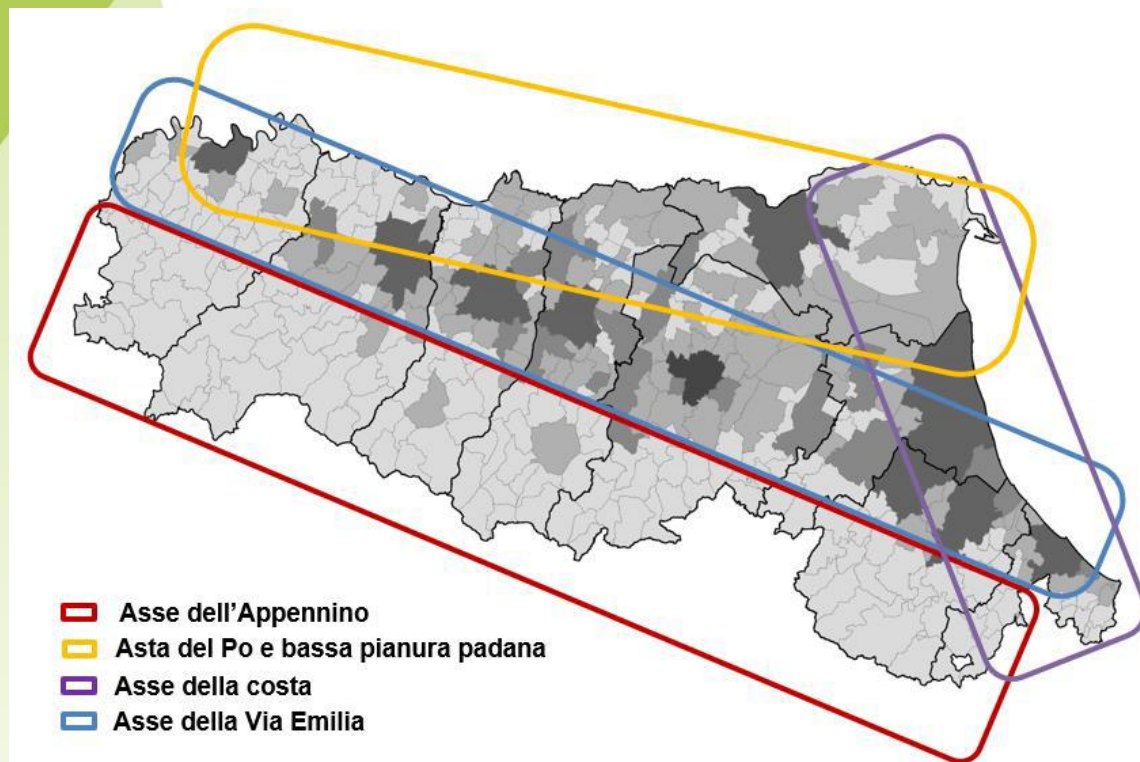 Asse dell'Appennino
Asta del Po e bassa pianura padana
Asse della costa
Asse della Via Emilia